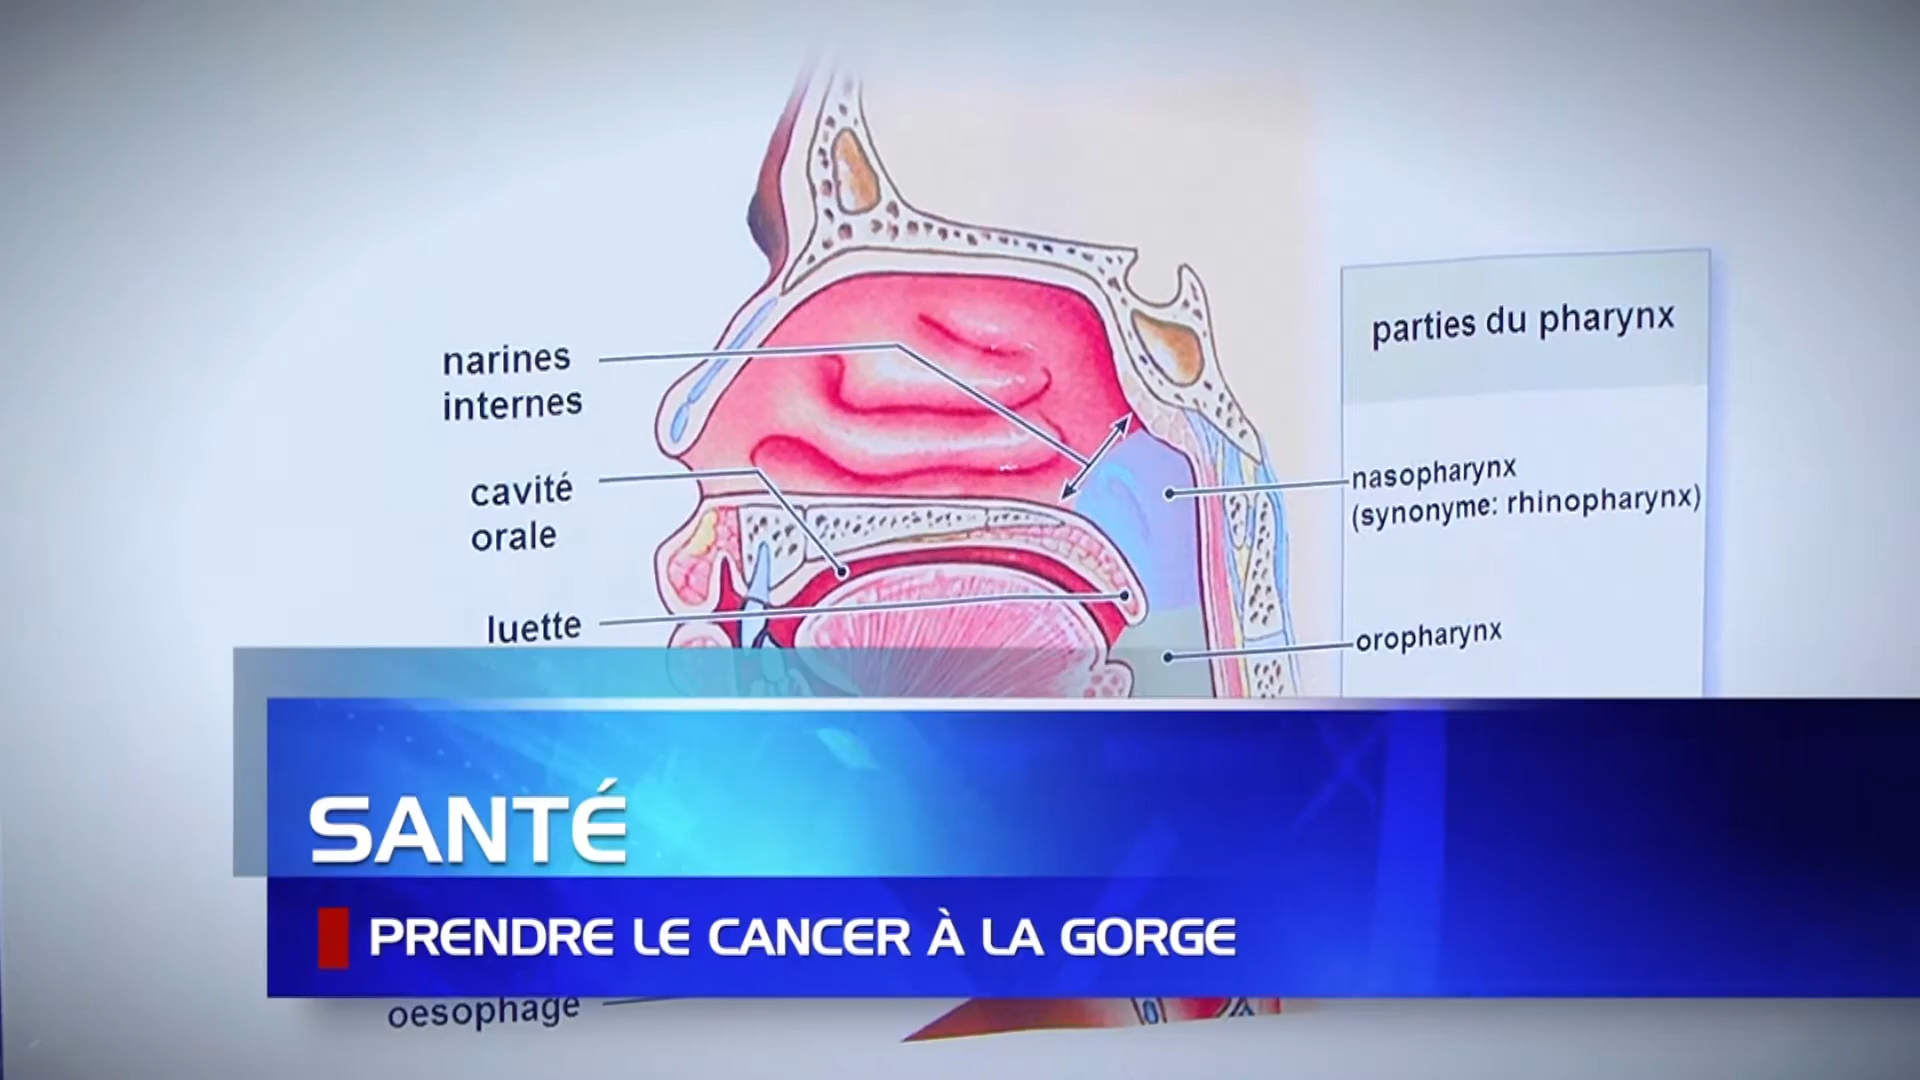 narines
internes
cavité
orale
luette
parties du pharynx
nasopharynx
(synonyme: rhinopharynx)
oropharynx
SANTÉ
PRENDRE LE CANCER À LA GORGE
oesophage